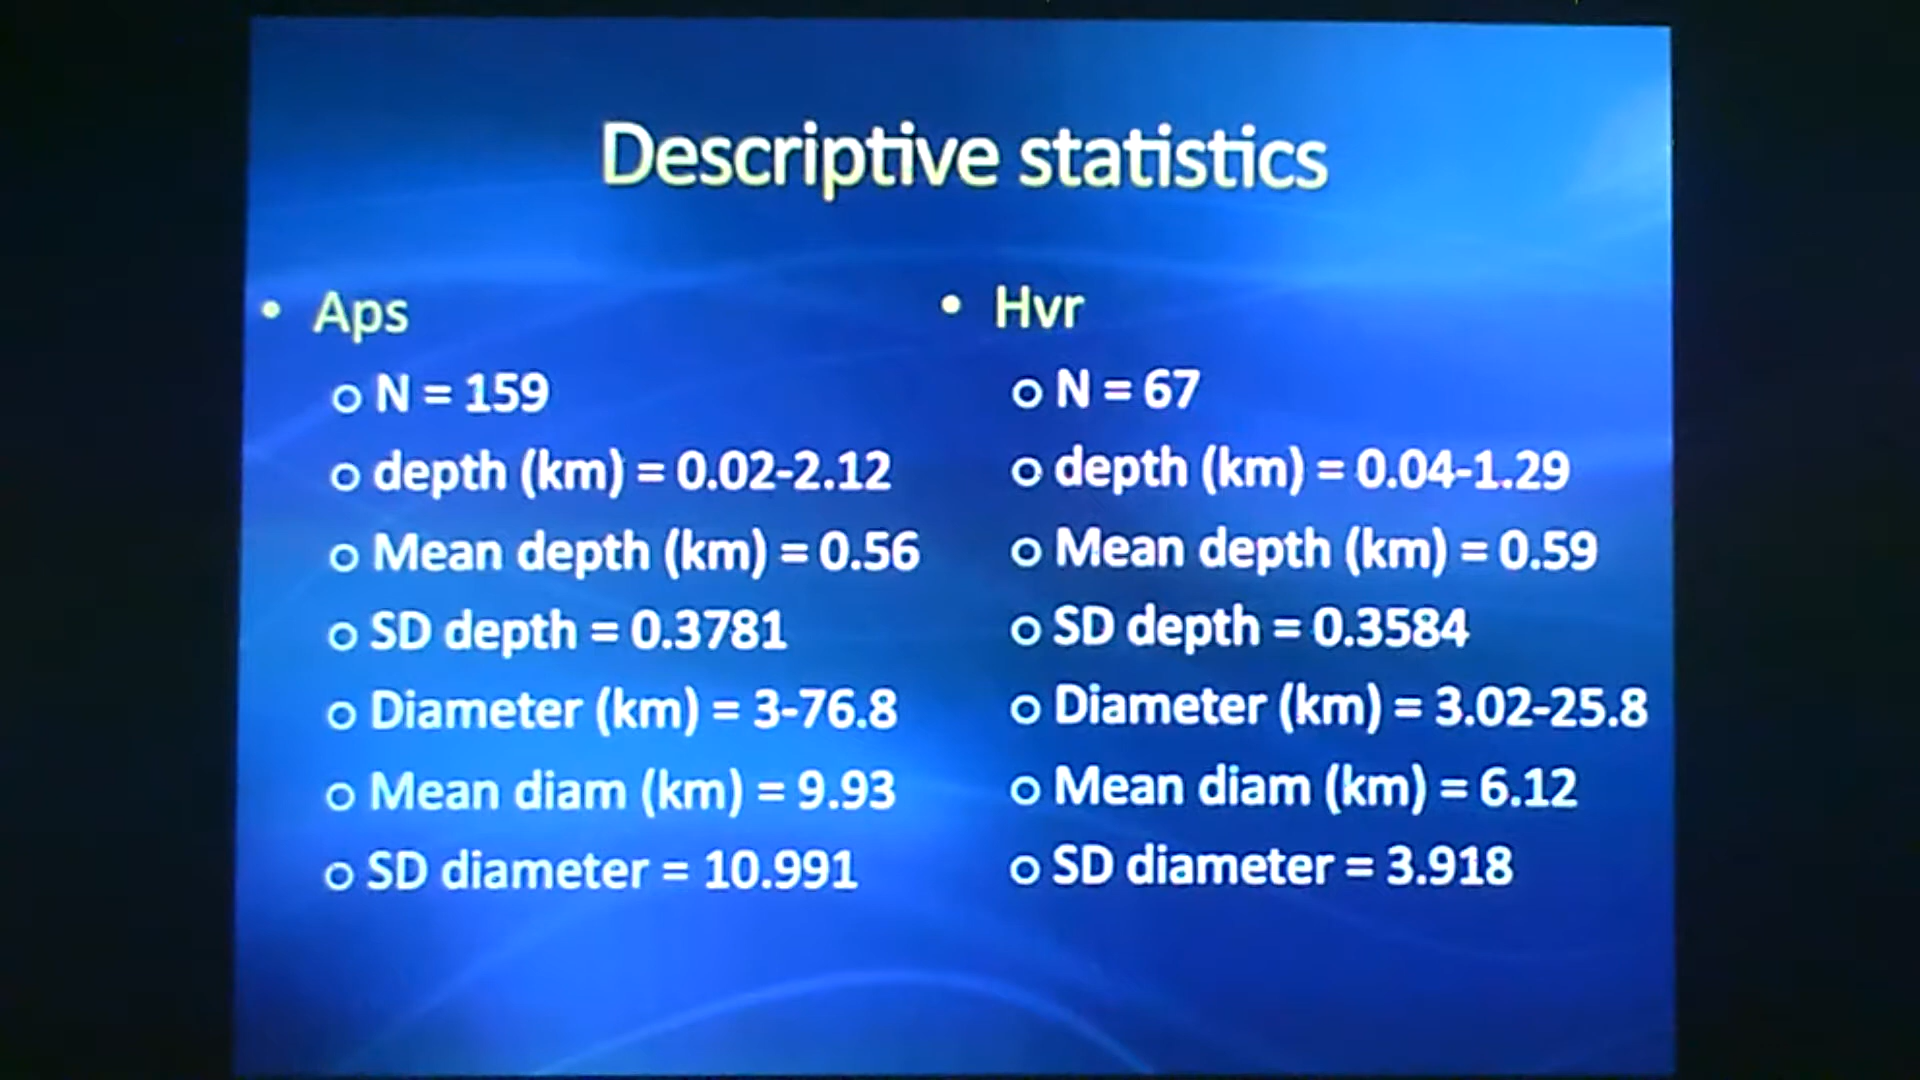 Descriptive statistics
• Aps
o N = 159
o depth (km) = 0.02-2.12
o Mean depth (km) = 0.56
o SD depth = 0.3781
o Diameter (km) = 3-76.8
o Mean diam (km) = 9.93
o SD diameter = 10.991
• Hvr
o N = 67
o depth (km) = 0.04-1.29
o Mean depth (km) = 0.59
o SD depth = 0.3584
o Diameter (km) = 3.02-25.8
o Mean diam (km) = 6.12
o SD diameter = 3.918